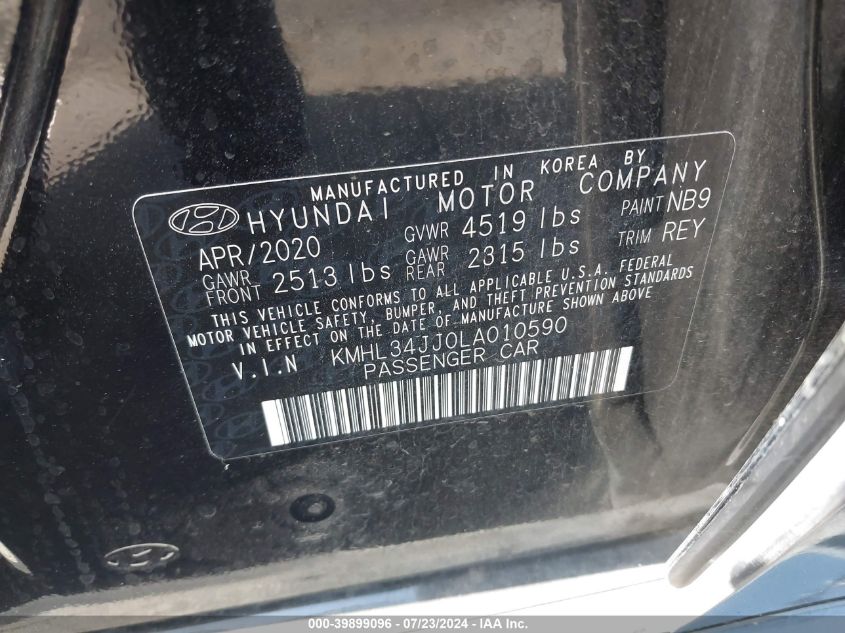 MANUFACTURED IN KOREA BY
HYUNDAI MOTOR COMPANY
APR/2020 GVWR 4519 lbs PAINT NB9
GAWR FRONT 2513 lbs GAWR REAR 2315 lbs TRIM REY
THIS VEHICLE CONFORMS TO ALL APPLICABLE U.S.A. FEDERAL
MOTOR VEHICLE SAFETY, BUMPER, AND THEFT PREVENTION STANDARDS
IN EFFECT ON THE DATE OF MANUFACTURE SHOWN ABOVE
V.I.N KMHL34JJ0LA010590
PASSENGER CAR
000-39899096 / 07/23/2024 - IAA Inc.